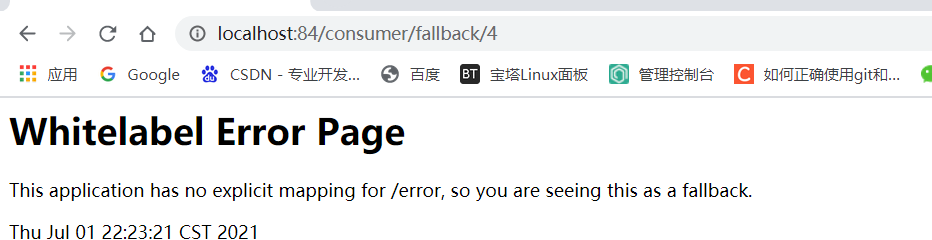 localhost:84/consumer/fallback/4
应用 Google CSDN - 专业开发... 百度 BT 宝塔Linux面板 管理控制台 C 如何正确使用git和...
Whitelabel Error Page
This application has no explicit mapping for /error, so you are seeing this as a fallback.
Thu Jul 01 22:23:21 CST 2021